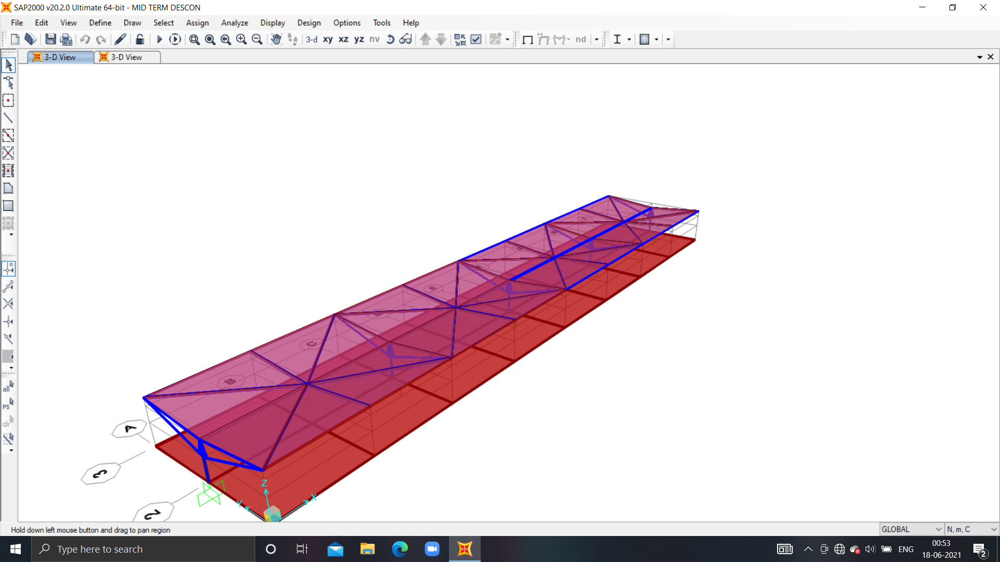 SAP2000 v20.2.0 Ultimate 64-bit - MID TERM DESCON
File Edit View Define Draw Select Assign Analyze Display Design Options Tools Help
3-d xy xz yz nv nd
3-D View 3-D View
E
C
B
A
3
2
Z
X
Y
all
PS
clr
Hold down left mouse button and drag to pan region
GLOBAL N, m, C
Type here to search
ENG
00:53
18-06-2021
2